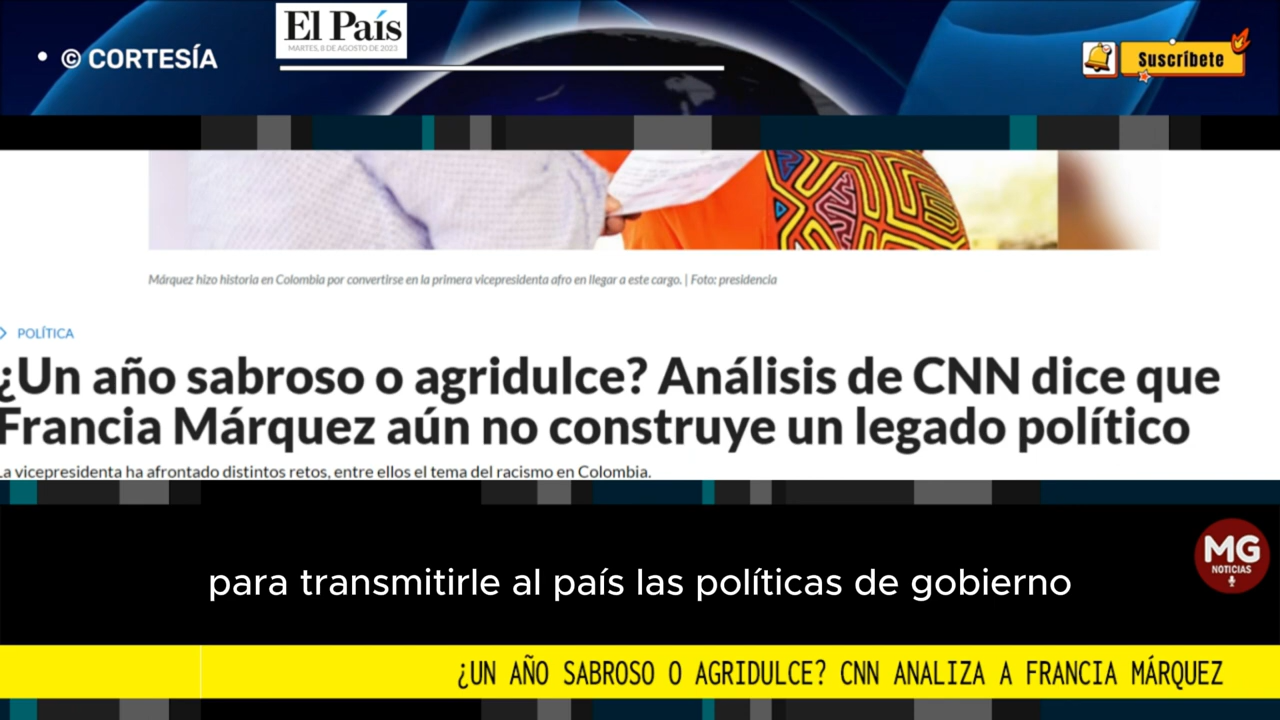 © CORTESÍA
El País
MARTES, 8 DE AGOSTO DE 2023
Suscríbete
Márquez hizo historia en Colombia por convertirse en la primera vicepresidenta afro en llegar a este cargo. | Foto: presidencia
POLÍTICA
¿Un año sabroso o agridulce? Análisis de CNN dice que
Francia Márquez aún no construye un legado político
La vicepresidenta ha afrontado distintos retos, entre ellos el tema del racismo en Colombia.
MG
NOTICIAS
para transmitirle al país las políticas de gobierno
¿UN AÑO SABROSO O AGRIDULCE? CNN ANALIZA A FRANCIA MÁRQUEZ